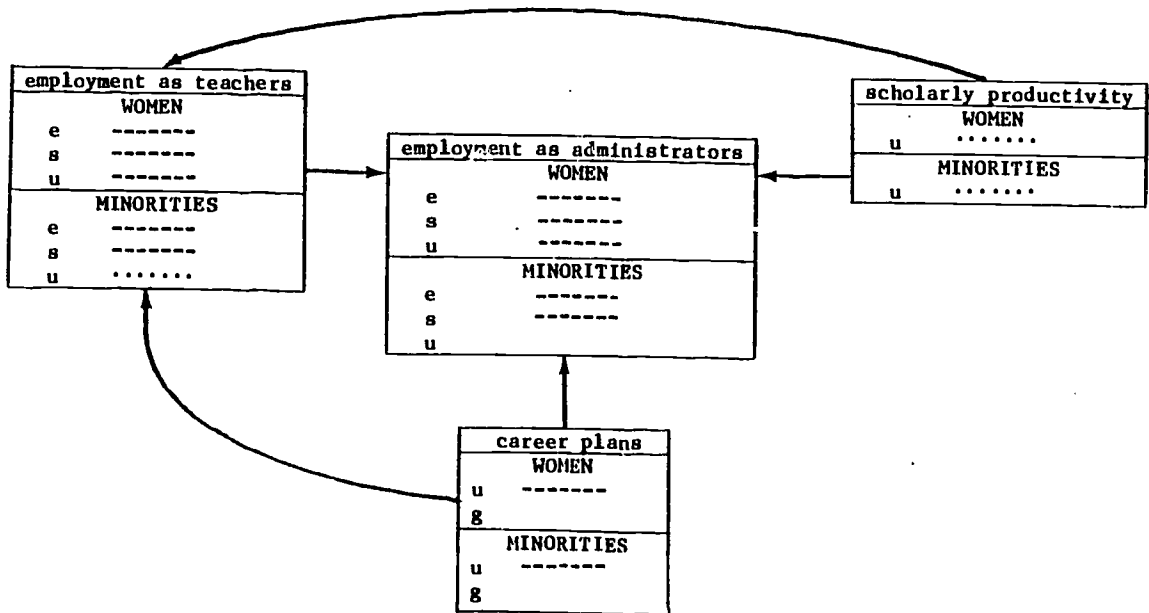 employment as teachers
WOMEN
e -------
s -------
u -------
MINORITIES
e -------
s -------
u .......
employment as administrators
WOMEN
e -------
s -------
u -------
MINORITIES
e -------
s -------
u
scholarly productivity
WOMEN
u .......
MINORITIES
u .......
career plans
WOMEN
u -------
g
MINORITIES
u -------
g